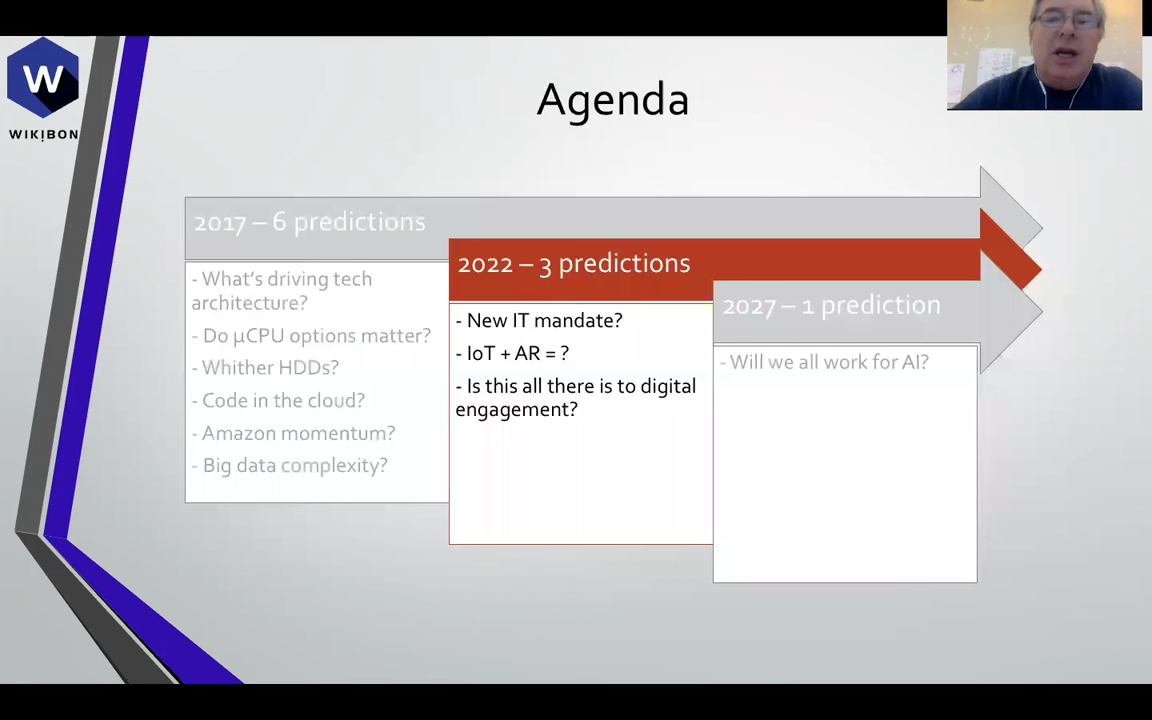 W
WIKIBON
Agenda
2017 – 6 predictions
- What's driving tech
architecture?
- Do µCPU options matter?
- Whither HDDs?
- Code in the cloud?
- Amazon momentum?
- Big data complexity?
2022 – 3 predictions
- New IT mandate?
- IoT + AR = ?
- Is this all there is to digital
engagement?
2027 – 1 prediction
- Will we all work for AI?